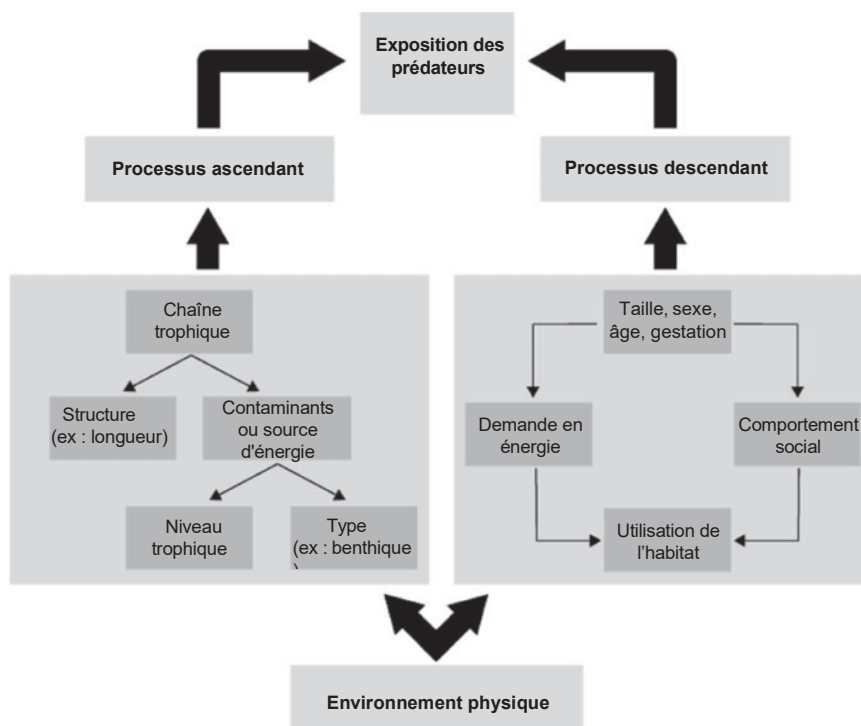 Exposition des
prédateurs
Processus ascendant
Processus descendant
Chaîne
trophique
Structure
(ex : longueur)
Contaminants
ou source
d'énergie
Niveau
trophique
Type
(ex : benthique
)
Taille, sexe,
âge, gestation
Demande en
énergie
Comportement
social
Utilisation de
l'habitat
Environnement physique